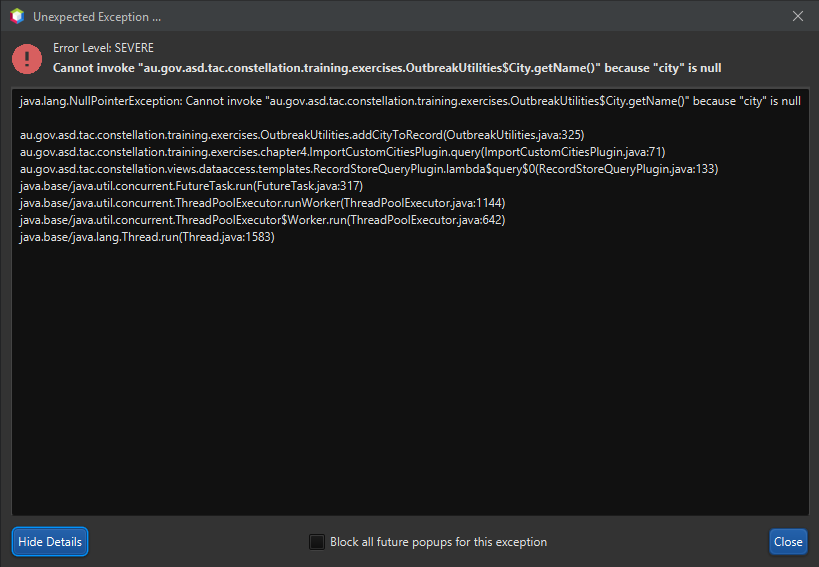 Unexpected Exception ...
Error Level: SEVERE
Cannot invoke "au.gov.asd.tac.constellation.training.exercises.OutbreakUtilities$City.getName()" because "city" is null
java.lang.NullPointerException: Cannot invoke "au.gov.asd.tac.constellation.training.exercises.OutbreakUtilities$City.getName()" because "city" is null
au.gov.asd.tac.constellation.training.exercises.OutbreakUtilities.addCityToRecord(OutbreakUtilities.java:325)
au.gov.asd.tac.constellation.training.exercises.chapter4.ImportCustomCitiesPlugin.query(ImportCustomCitiesPlugin.java:71)
au.gov.asd.tac.constellation.views.dataaccess.templates.RecordStoreQueryPlugin.lambda$query$0(RecordStoreQueryPlugin.java:133)
java.base/java.util.concurrent.FutureTask.run(FutureTask.java:317)
java.base/java.util.concurrent.ThreadPoolExecutor.runWorker(ThreadPoolExecutor.java:1144)
java.base/java.util.concurrent.ThreadPoolExecutor$Worker.run(ThreadPoolExecutor.java:642)
java.base/java.lang.Thread.run(Thread.java:1583)
Hide Details
Block all future popups for this exception
Close